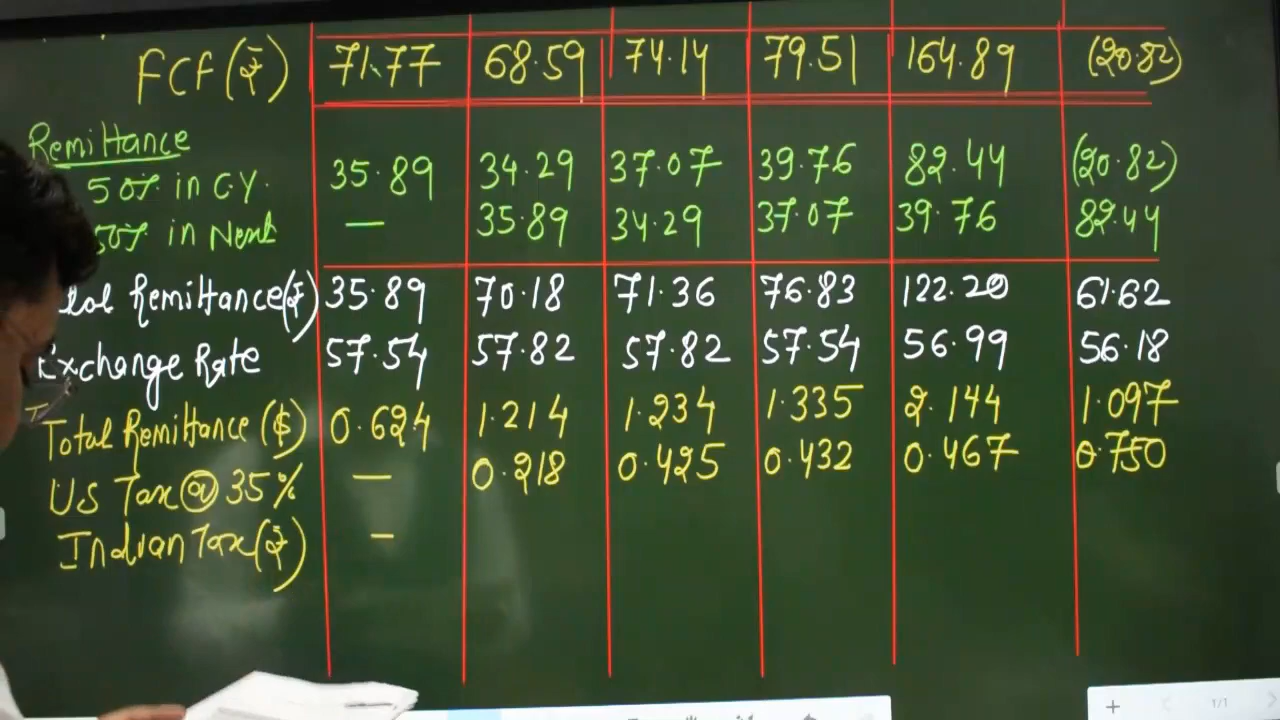 FCF(₹) 71.77 68.59 74.14 79.51 164.89 (20.82)
Remittance
50% in C.Y. 35.89 34.29 37.07 39.76 82.44 (20.82)
50% in Next — 35.89 34.29 37.07 39.76 82.44
Remittance(₹) 35.89 70.18 71.36 76.83 122.20 61.62
Exchange Rate 57.54 57.82 57.82 57.54 56.99 56.18
Total Remittance ($) 0.624 1.214 1.234 1.335 2.144 1.097
US Tax @ 35% — 0.218 0.425 0.432 0.467 0.750
Indian Tax(₹) —
+ < 1/1 >